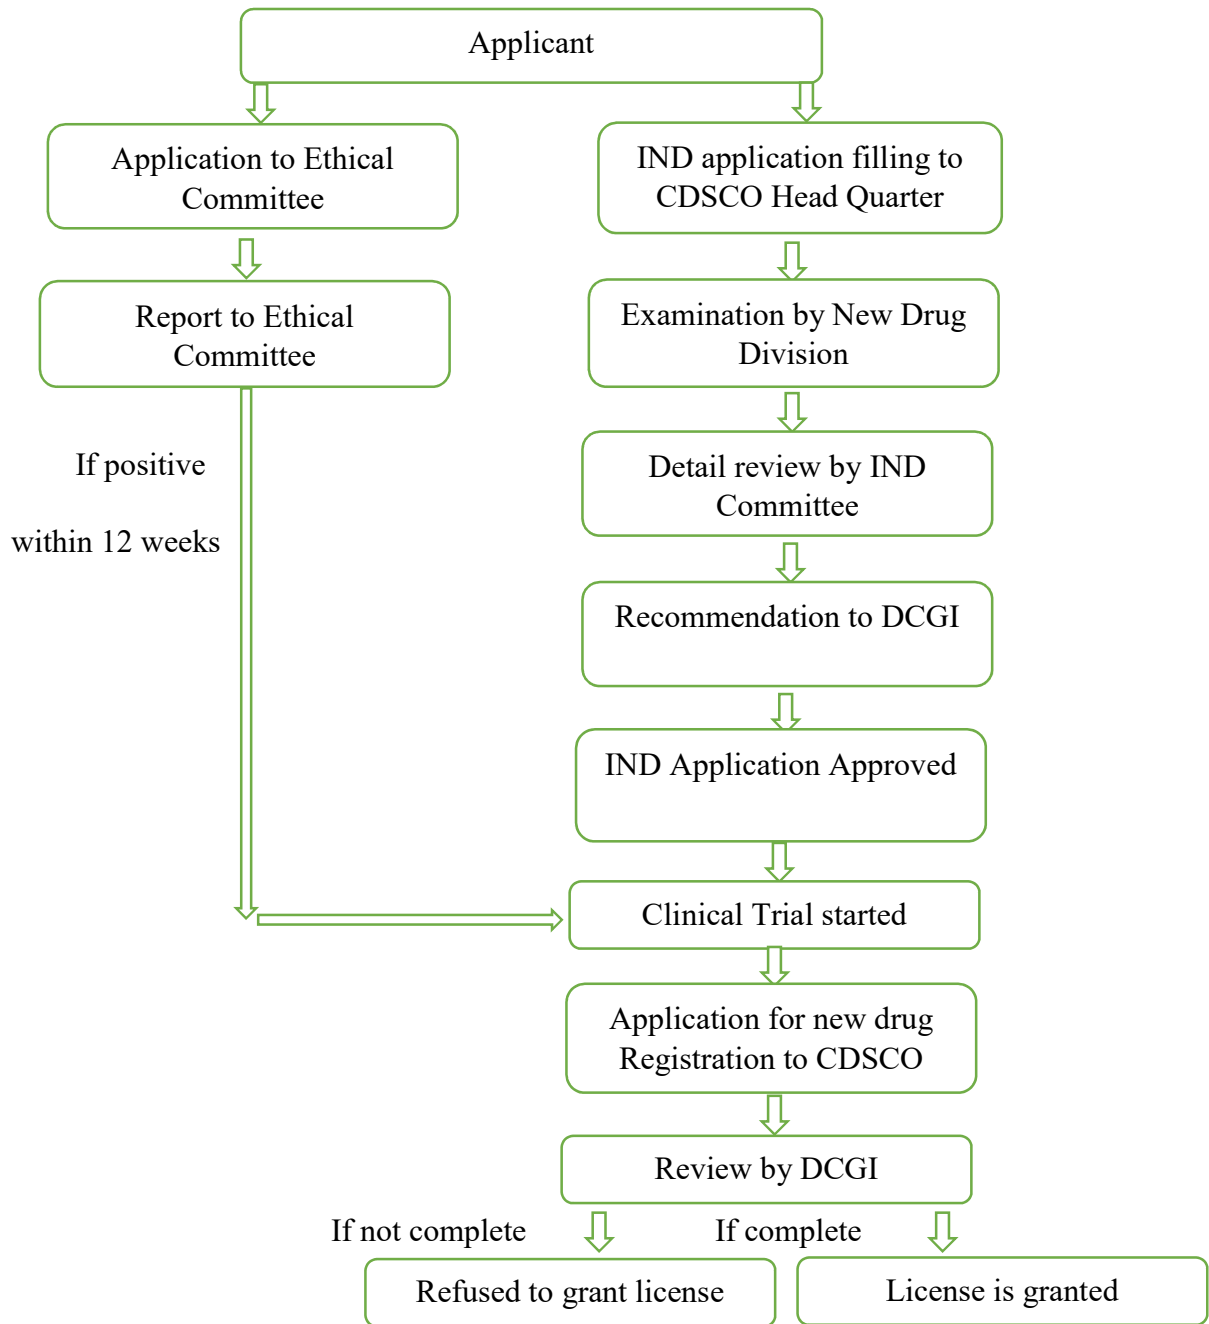 Applicant
Application to Ethical
Committee
IND application filling to
CDSCO Head Quarter
Report to Ethical
Committee
Examination by New Drug
Division
If positive
within 12 weeks
Detail review by IND
Committee
Recommendation to DCGI
IND Application Approved
Clinical Trial started
Application for new drug
Registration to CDSCO
Review by DCGI
If not complete
If complete
Refused to grant license
License is granted